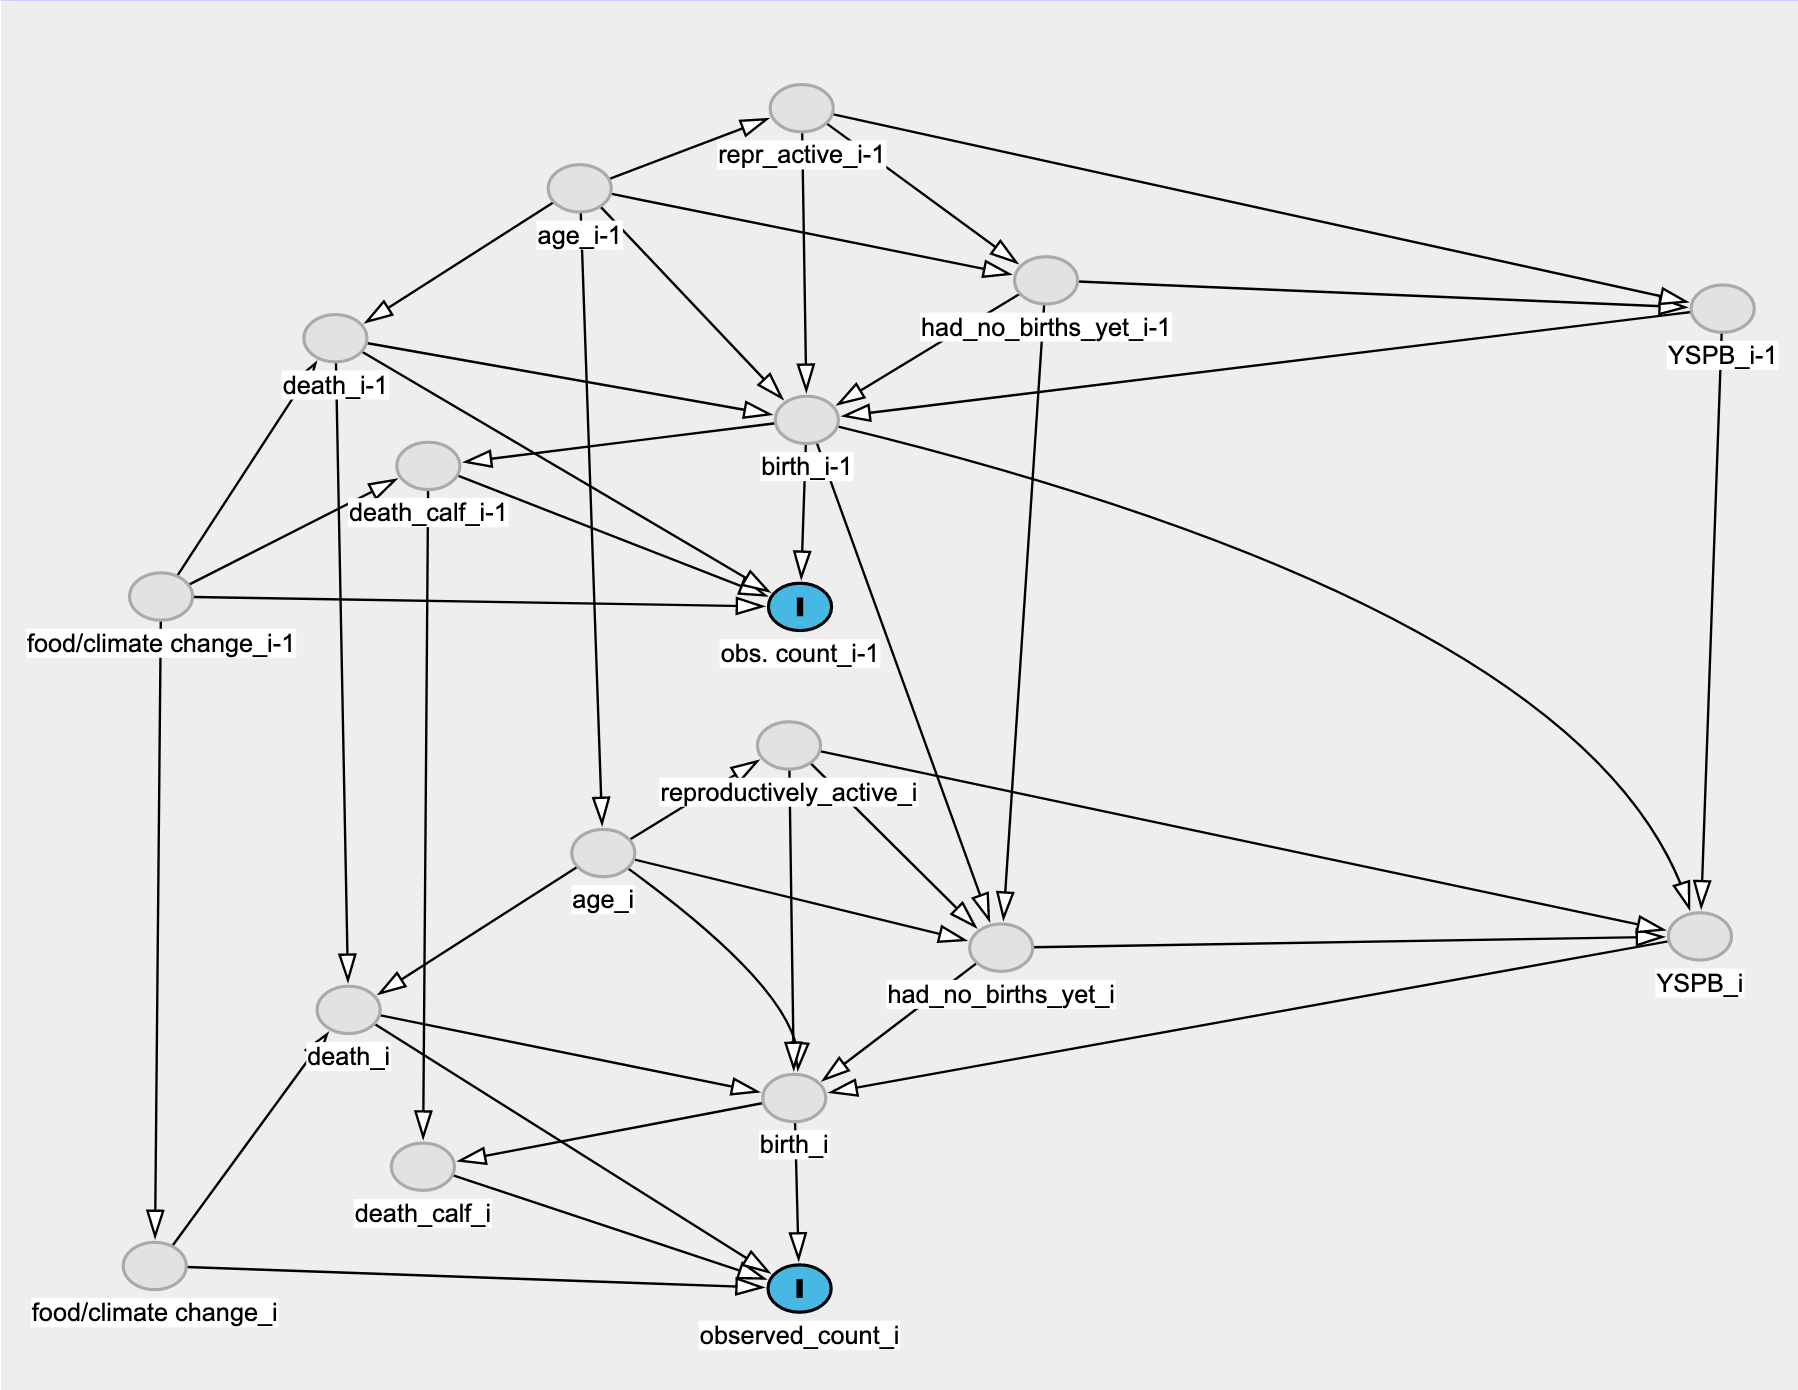 repr_active_i-1
age_i-1
had_no_births_yet_i-1
YSPB_i-1
death_i-1
birth_i-1
death_calf_i-1
food/climate change_i-1
I
obs. count_i-1
reproductively_active_i
age_i
had_no_births_yet_i
YSPB_i
death_i
birth_i
death_calf_i
food/climate change_i
I
observed_count_i